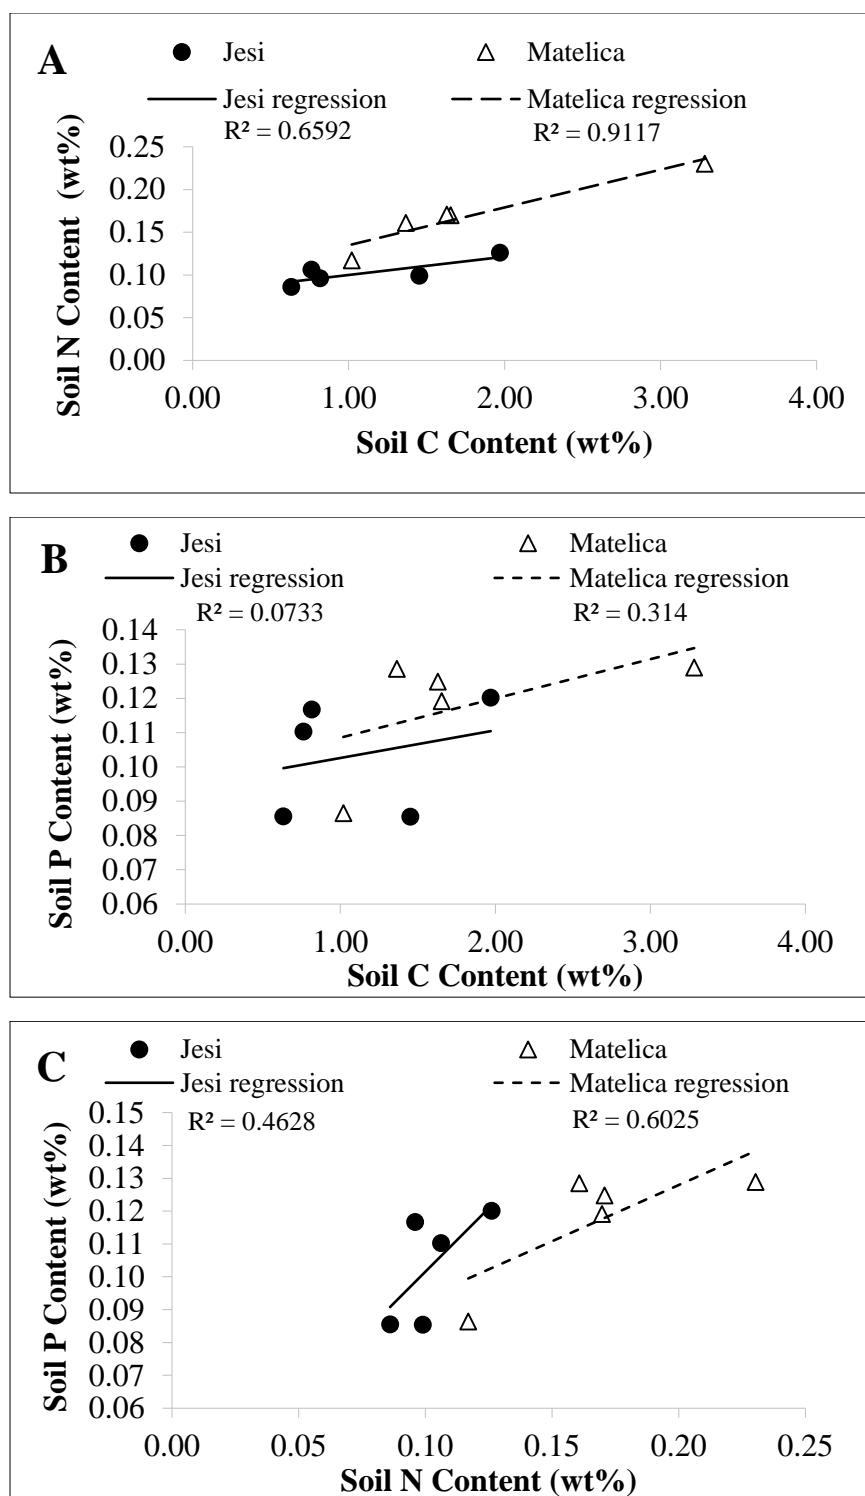 A
Jesi
Matelica
Jesi regression
Matelica regression
R² = 0.6592
R² = 0.9117
Soil N Content (wt%)
0.25
0.20
0.15
0.10
0.05
0.00
0.00 1.00 2.00 3.00 4.00
Soil C Content (wt%)
B
Jesi
Matelica
Jesi regression
Matelica regression
R² = 0.0733
R² = 0.314
Soil P Content (wt%)
0.14
0.13
0.12
0.11
0.10
0.09
0.08
0.07
0.06
0.00 1.00 2.00 3.00 4.00
Soil C Content (wt%)
C
Jesi
Matelica
Jesi regression
Matelica regression
R² = 0.4628
R² = 0.6025
Soil P Content (wt%)
0.15
0.14
0.13
0.12
0.11
0.10
0.09
0.08
0.07
0.06
0.00 0.05 0.10 0.15 0.20 0.25
Soil N Content (wt%)